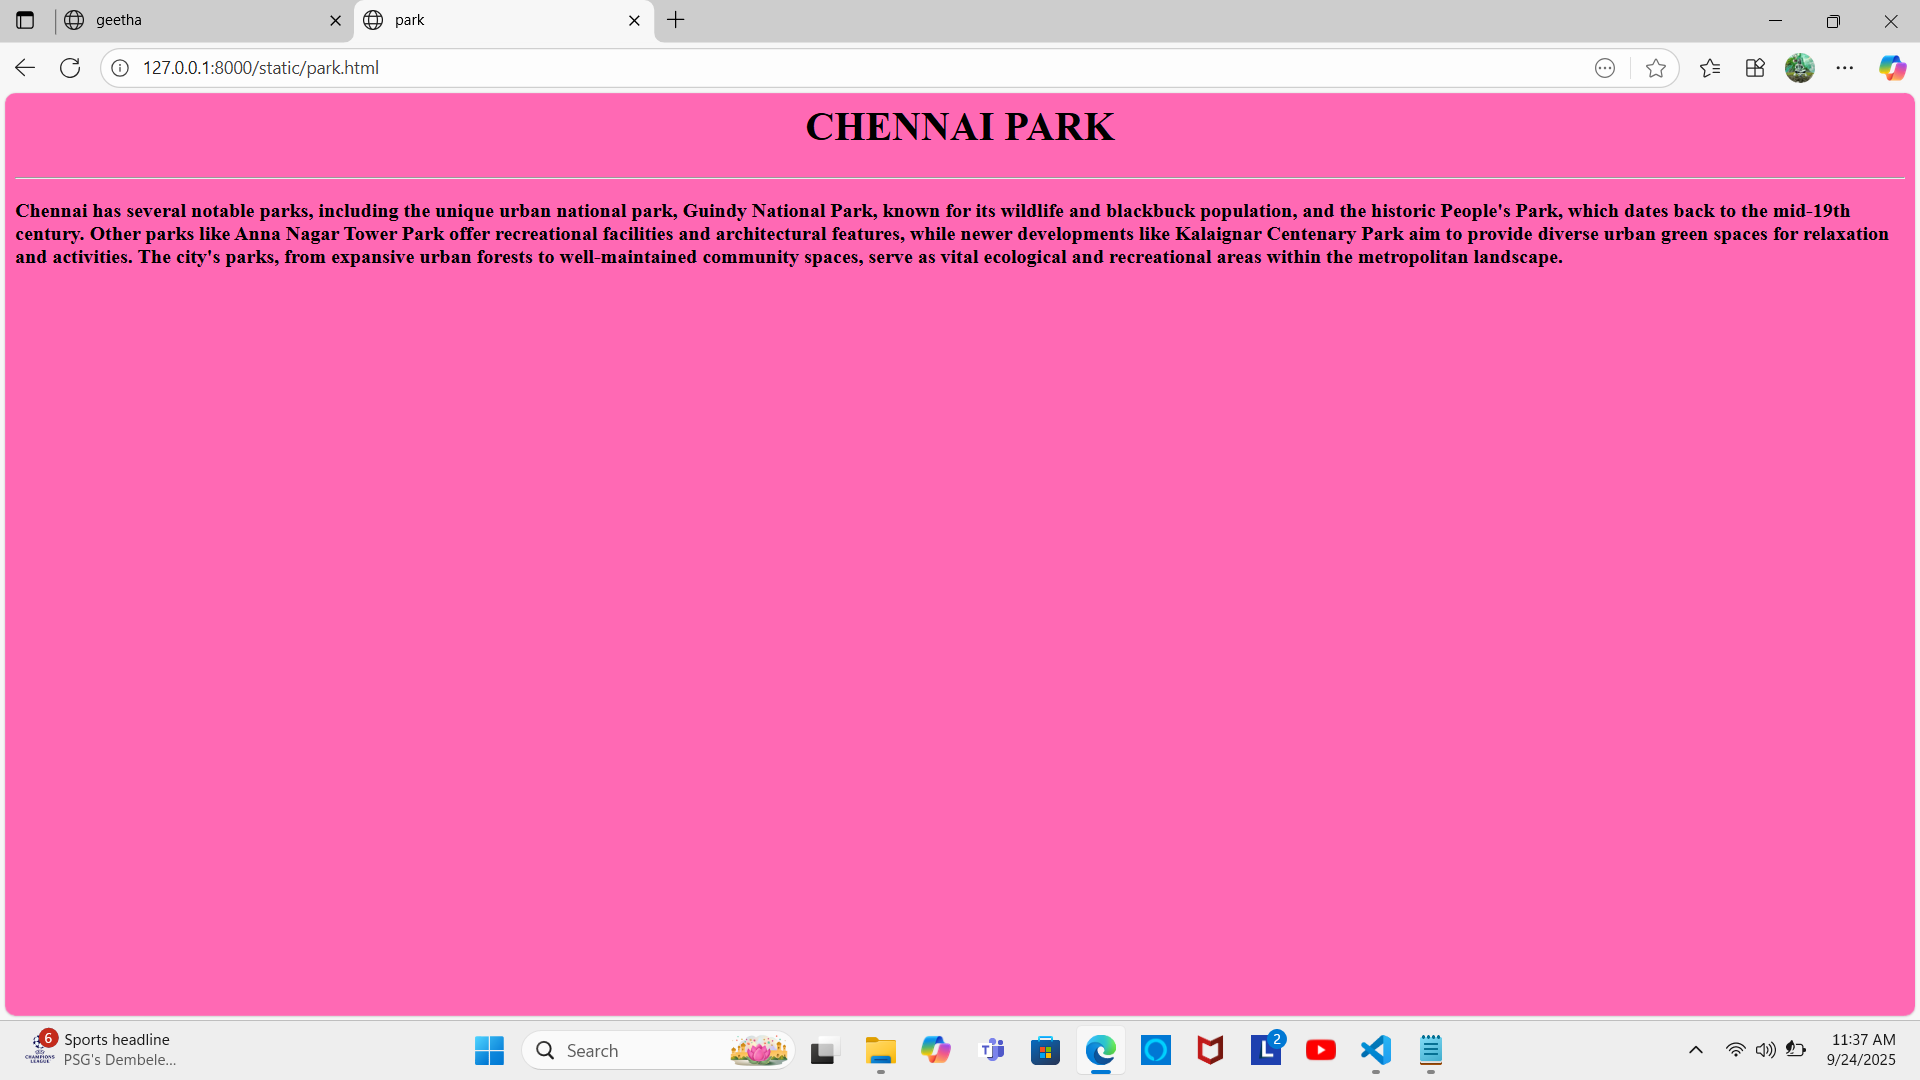 geetha
park
127.0.0.1:8000/static/park.html
CHENNAI PARK
Chennai has several notable parks, including the unique urban national park, Guindy National Park, known for its wildlife and blackbuck population, and the historic People's Park, which dates back to the mid-19th
century. Other parks like Anna Nagar Tower Park offer recreational facilities and architectural features, while newer developments like Kalaignar Centenary Park aim to provide diverse urban green spaces for relaxation
and activities. The city's parks, from expansive urban forests to well-maintained community spaces, serve as vital ecological and recreational areas within the metropolitan landscape.
6
Sports headline
PSG's Dembele...
Search
L
2
11:37 AM
9/24/2025